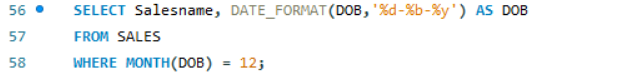 56 SELECT Salesname, DATE_FORMAT(DOB,'%d-%b-%y') AS DOB
57 FROM SALES
58 WHERE MONTH(DOB) = 12;